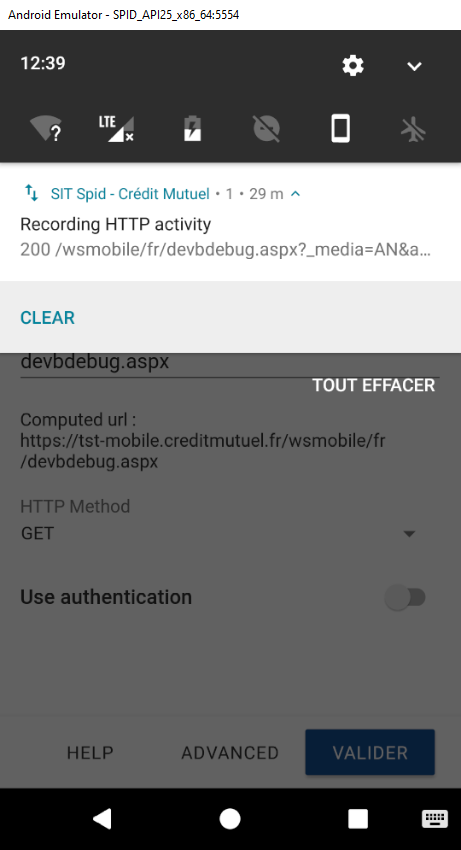 Android Emulator - SPID_API25_x86_64:5554
12:39
LTE
SIT Spid - Crédit Mutuel • 1 • 29 m
Recording HTTP activity
200 /wsmobile/fr/devbdebug.aspx?_media=AN&a...
CLEAR
devbdebug.aspx
TOUT EFFACER
Computed url :
https://tst-mobile.creditmutuel.fr/wsmobile/fr
/devbdebug.aspx
HTTP Method
GET
Use authentication
HELP
ADVANCED
VALIDER